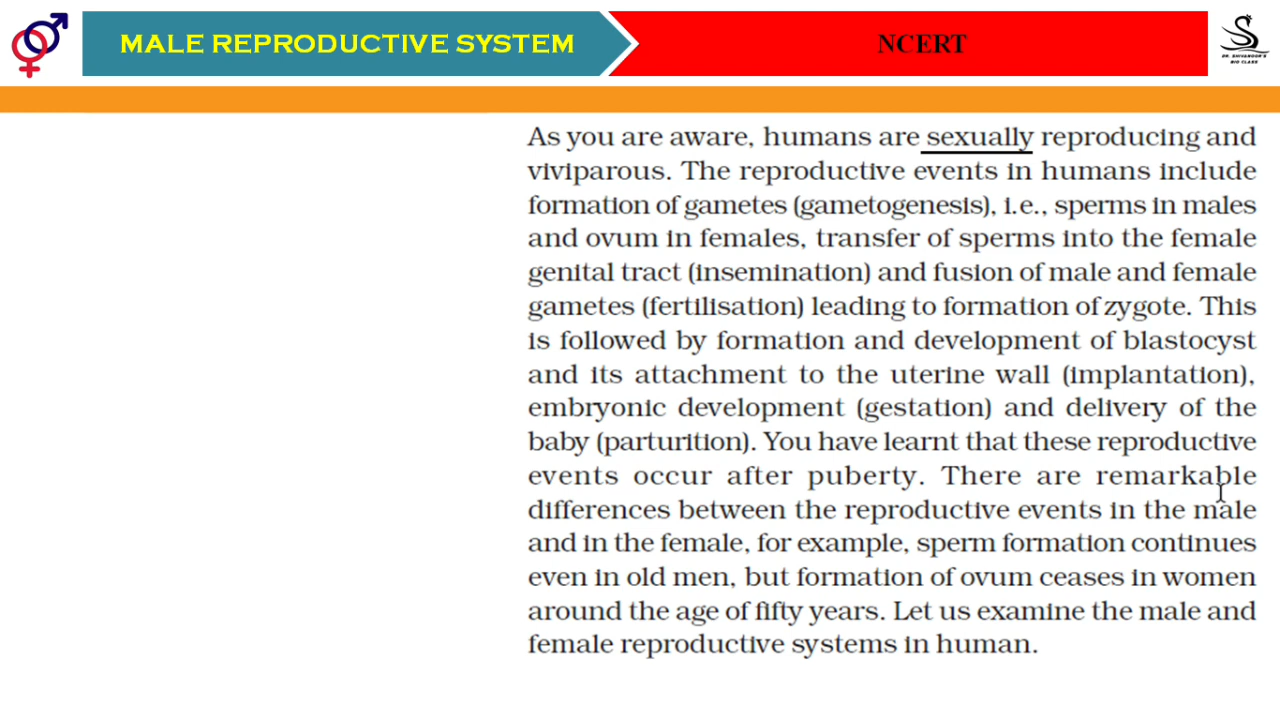 MALE REPRODUCTIVE SYSTEM
NCERT
DR. SHIVANGOR'S
BIO CLASS
As you are aware, humans are sexually reproducing and
viviparous. The reproductive events in humans include
formation of gametes (gametogenesis), i.e., sperms in males
and ovum in females, transfer of sperms into the female
genital tract (insemination) and fusion of male and female
gametes (fertilisation) leading to formation of zygote. This
is followed by formation and development of blastocyst
and its attachment to the uterine wall (implantation),
embryonic development (gestation) and delivery of the
baby (parturition). You have learnt that these reproductive
events occur after puberty. There are remarkable
differences between the reproductive events in the male
and in the female, for example, sperm formation continues
even in old men, but formation of ovum ceases in women
around the age of fifty years. Let us examine the male and
female reproductive systems in human.